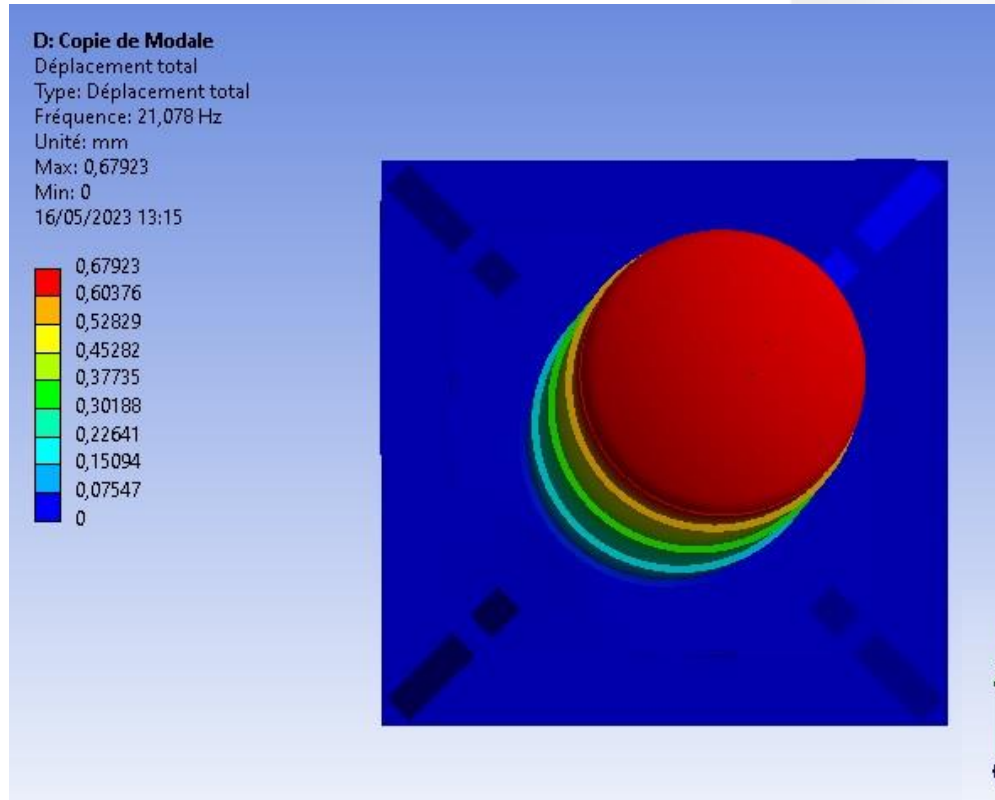 D: Copie de Modale
Déplacement total
Type: Déplacement total
Fréquence: 21,078 Hz
Unité: mm
Max: 0,67923
Min: 0
16/05/2023 13:15
0,67923
0,60376
0,52829
0,45282
0,37735
0,30188
0,22641
0,15094
0,07547
0